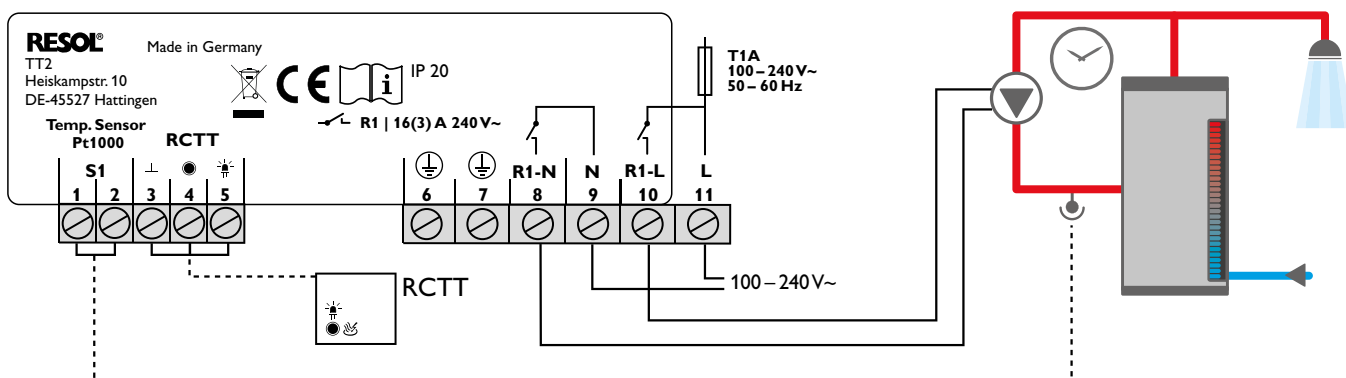 RESOL®
TT2
Heiskampstr. 10
DE-45527 Hattingen
Made in Germany
CE
i
IP 20
R1 | 16(3) A 240 V~
Temp. Sensor
Pt1000
RCTT
S1
R1-N N R1-L L
1 2 3 4 5 6 7 8 9 10 11
T1A
100 – 240 V~
50 – 60 Hz
100 – 240 V~
RCTT